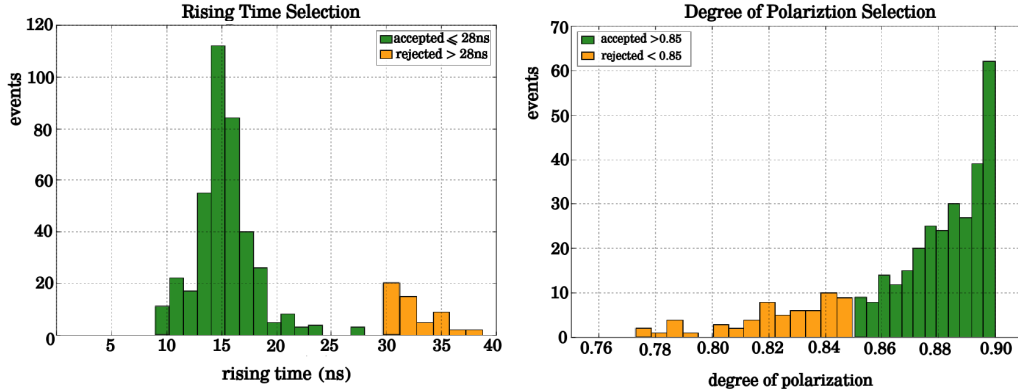 Rising Time Selection
120
100
80
60
40
20
0
events
accepted ⩽ 28ns
rejected > 28ns
5 10 15 20 25 30 35 40
rising time (ns)
Degree of Polariztion Selection
70
60
50
40
30
20
10
0
events
accepted >0.85
rejected < 0.85
0.76 0.78 0.80 0.82 0.84 0.86 0.88 0.90
degree of polarization